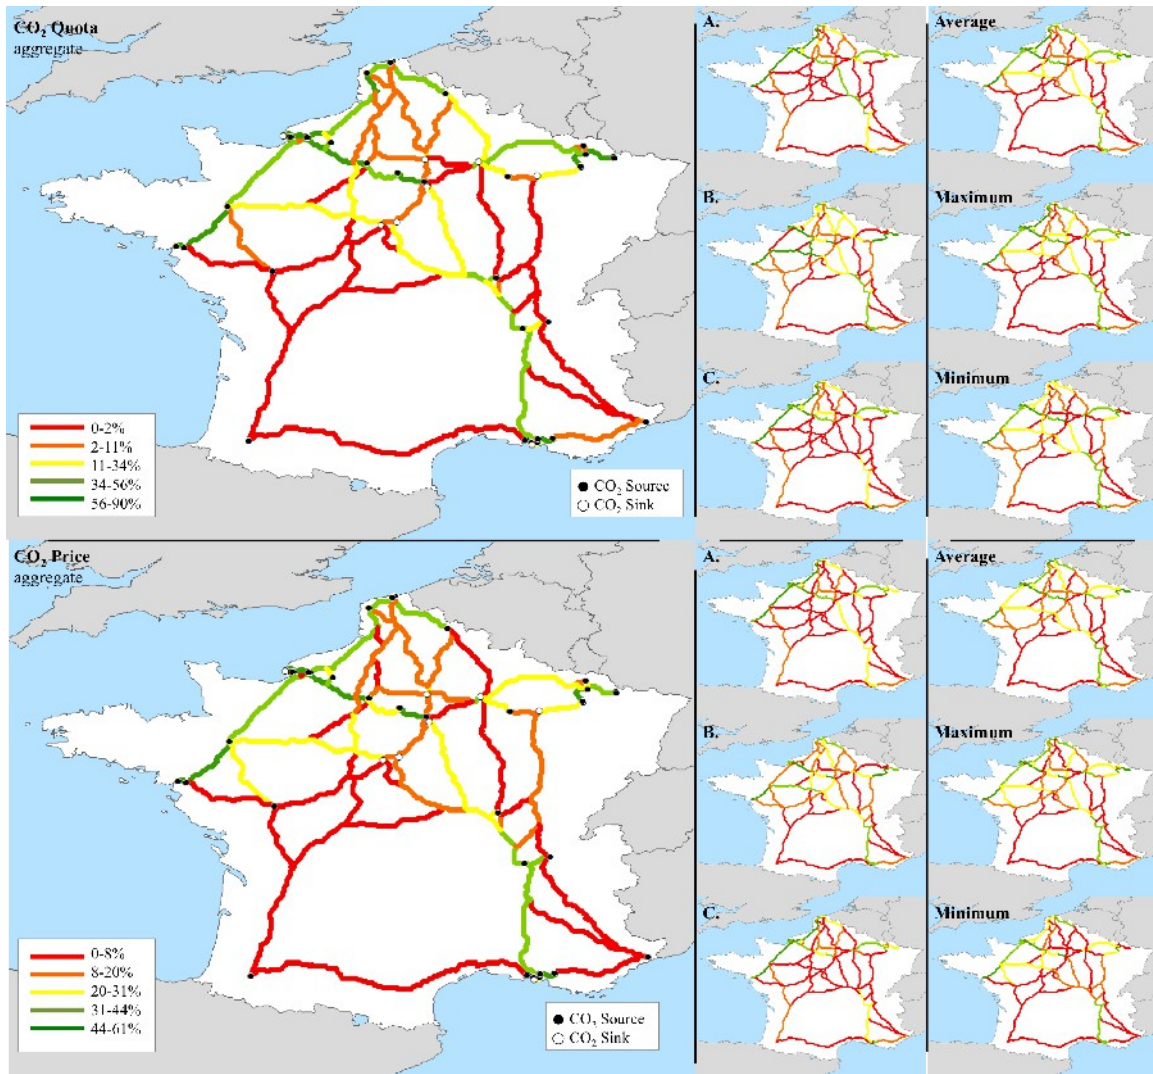 CO₂ Quota
aggregate
0-2%
2-11%
11-34%
34-56%
56-90%
CO₂ Source
CO₂ Sink
A.
Average
B.
Maximum
C.
Minimum
CO₂ Price
aggregate
0-8%
8-20%
20-31%
31-44%
44-61%
CO₂ Source
CO₂ Sink
A.
Average
B.
Maximum
C.
Minimum